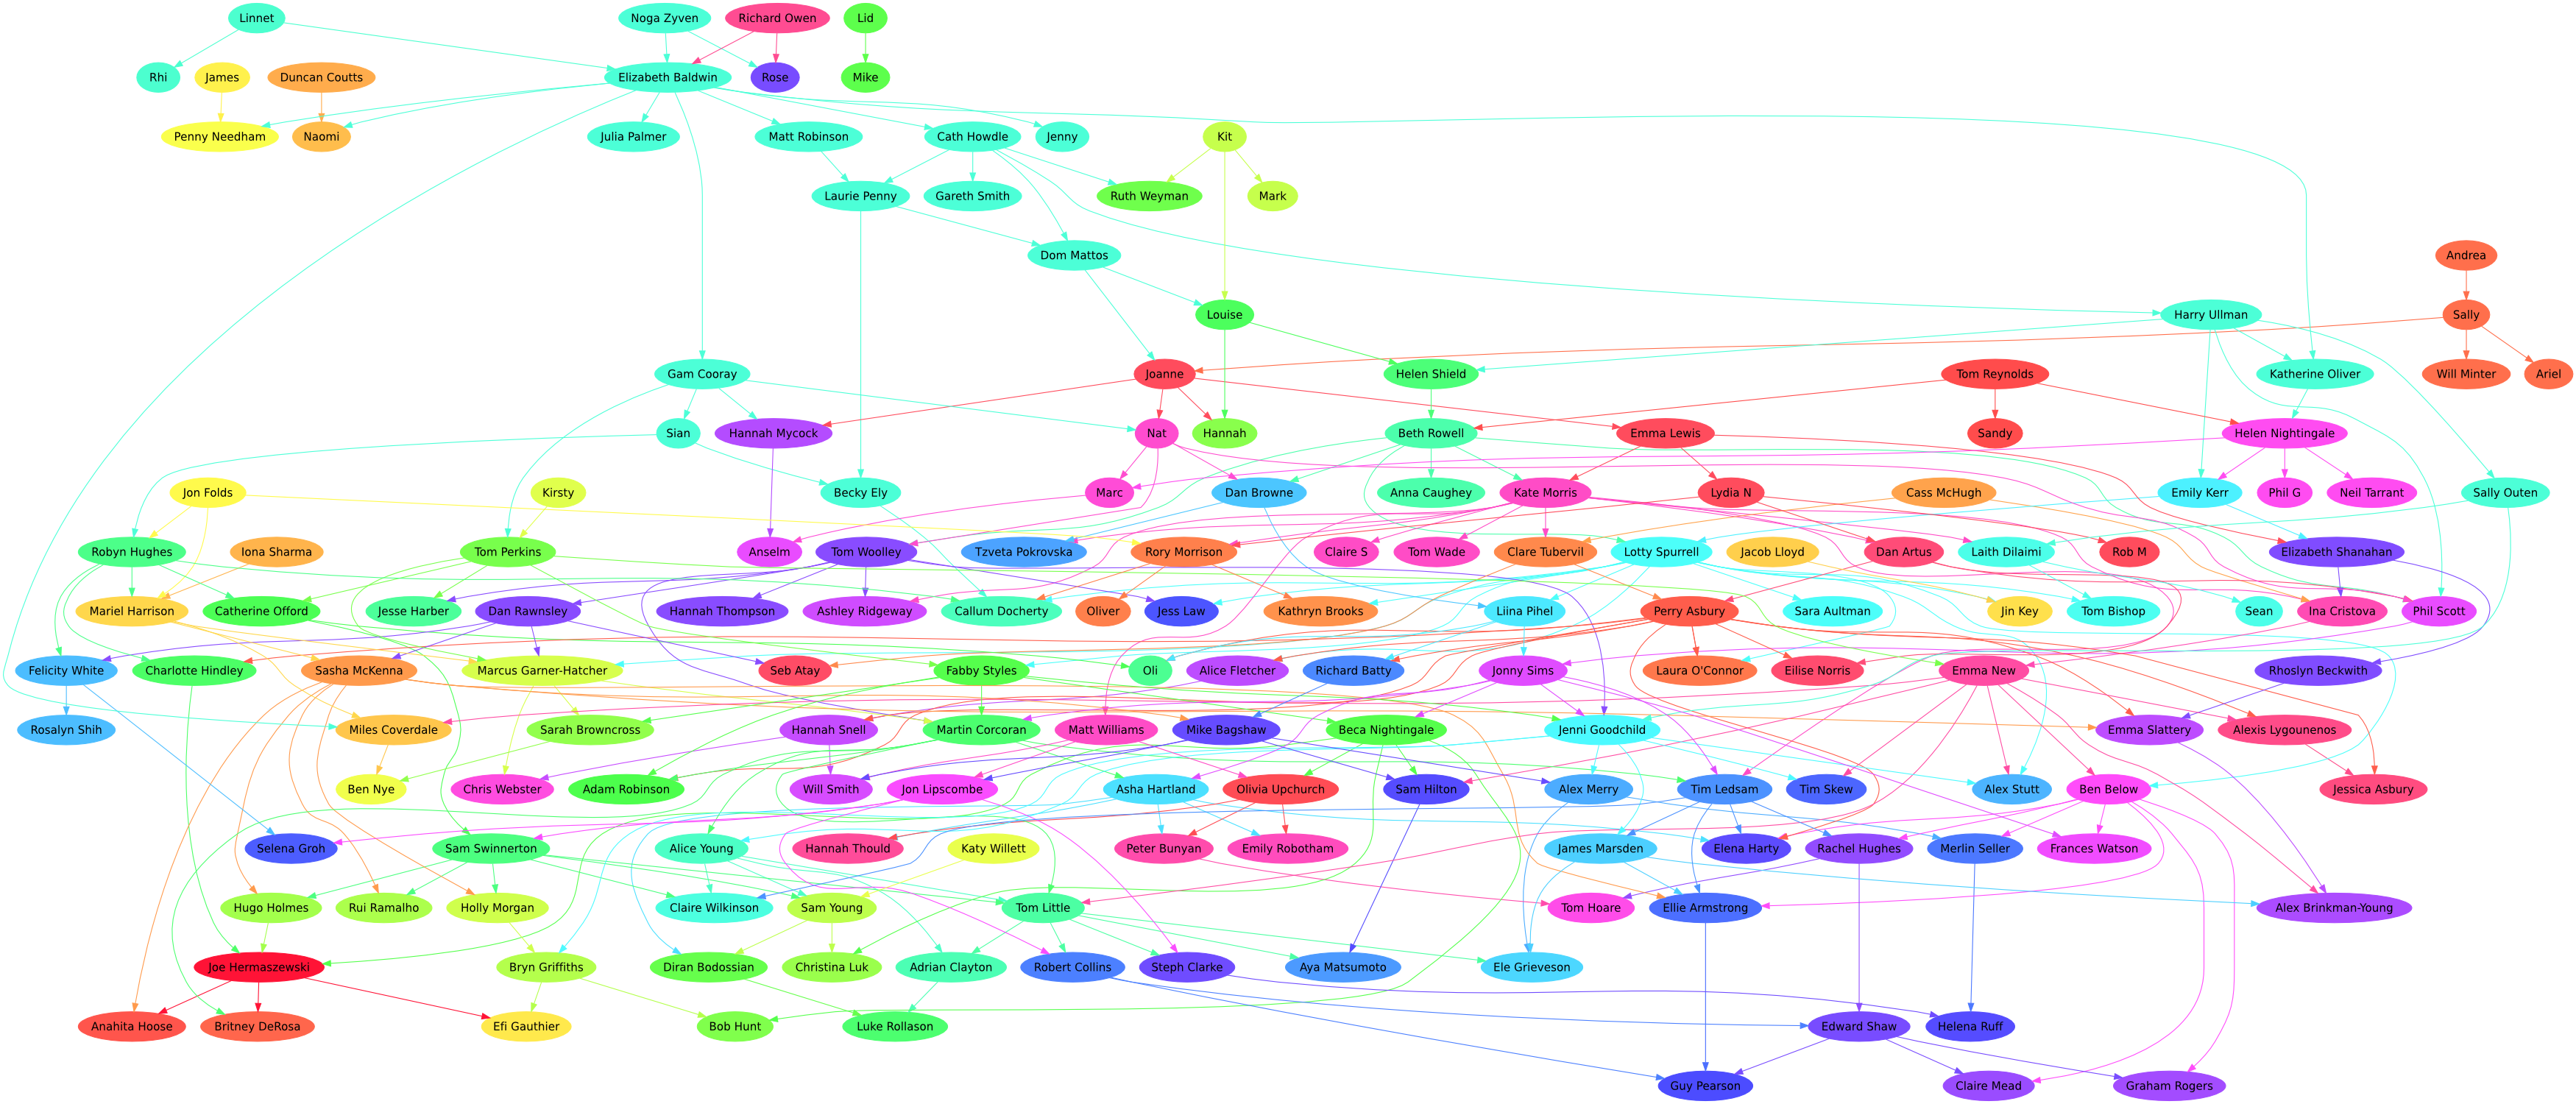 Linnet
Noga Zyven
Richard Owen
Lid
Rhi
James
Duncan Coutts
Elizabeth Baldwin
Rose
Mike
Penny Needham
Naomi
Julia Palmer
Matt Robinson
Cath Howdle
Jenny
Kit
Laurie Penny
Gareth Smith
Ruth Weyman
Mark
Dom Mattos
Andrea
Louise
Harry Ullman
Sally
Gam Cooray
Joanne
Helen Shield
Tom Reynolds
Katherine Oliver
Will Minter
Ariel
Sian
Hannah Mycock
Nat
Hannah
Beth Rowell
Emma Lewis
Sandy
Helen Nightingale
Jon Folds
Kirsty
Becky Ely
Marc
Dan Browne
Anna Caughey
Kate Morris
Lydia N
Cass McHugh
Emily Kerr
Phil G
Neil Tarrant
Sally Outen
Robyn Hughes
Iona Sharma
Tom Perkins
Anselm
Tom Woolley
Tzveta Pokrovska
Rory Morrison
Claire S
Tom Wade
Clare Tubervil
Lotty Spurrell
Jacob Lloyd
Dan Artus
Laith Dilaimi
Rob M
Elizabeth Shanahan
Mariel Harrison
Catherine Offord
Jesse Harber
Dan Rawnsley
Hannah Thompson
Ashley Ridgeway
Callum Docherty
Oliver
Jess Law
Kathryn Brooks
Liina Pihel
Perry Asbury
Sara Aultman
Jin Key
Tom Bishop
Sean
Ina Cristova
Phil Scott
Felicity White
Charlotte Hindley
Sasha McKenna
Marcus Garner-Hatcher
Seb Atay
Fabby Styles
Oli
Alice Fletcher
Richard Batty
Jonny Sims
Laura O'Connor
Eilise Norris
Emma New
Rhoslyn Beckwith
Rosalyn Shih
Miles Coverdale
Sarah Browncross
Hannah Snell
Martin Corcoran
Matt Williams
Mike Bagshaw
Beca Nightingale
Jenni Goodchild
Emma Slattery
Alexis Lygounenos
Ben Nye
Chris Webster
Adam Robinson
Will Smith
Jon Lipscombe
Asha Hartland
Olivia Upchurch
Sam Hilton
Alex Merry
Tim Ledsam
Tim Skew
Alex Stutt
Ben Below
Jessica Asbury
Selena Groh
Sam Swinnerton
Alice Young
Hannah Thould
Katy Willett
Peter Bunyan
Emily Robotham
James Marsden
Elena Harty
Rachel Hughes
Merlin Seller
Frances Watson
Hugo Holmes
Rui Ramalho
Holly Morgan
Claire Wilkinson
Sam Young
Tom Little
Tom Hoare
Ellie Armstrong
Alex Brinkman-Young
Joe Hermaszewski
Bryn Griffiths
Diran Bodossian
Christina Luk
Adrian Clayton
Robert Collins
Steph Clarke
Aya Matsumoto
Ele Grieveson
Anahita Hoose
Britney DeRosa
Efi Gauthier
Bob Hunt
Luke Rollason
Edward Shaw
Helena Ruff
Guy Pearson
Claire Mead
Graham Rogers